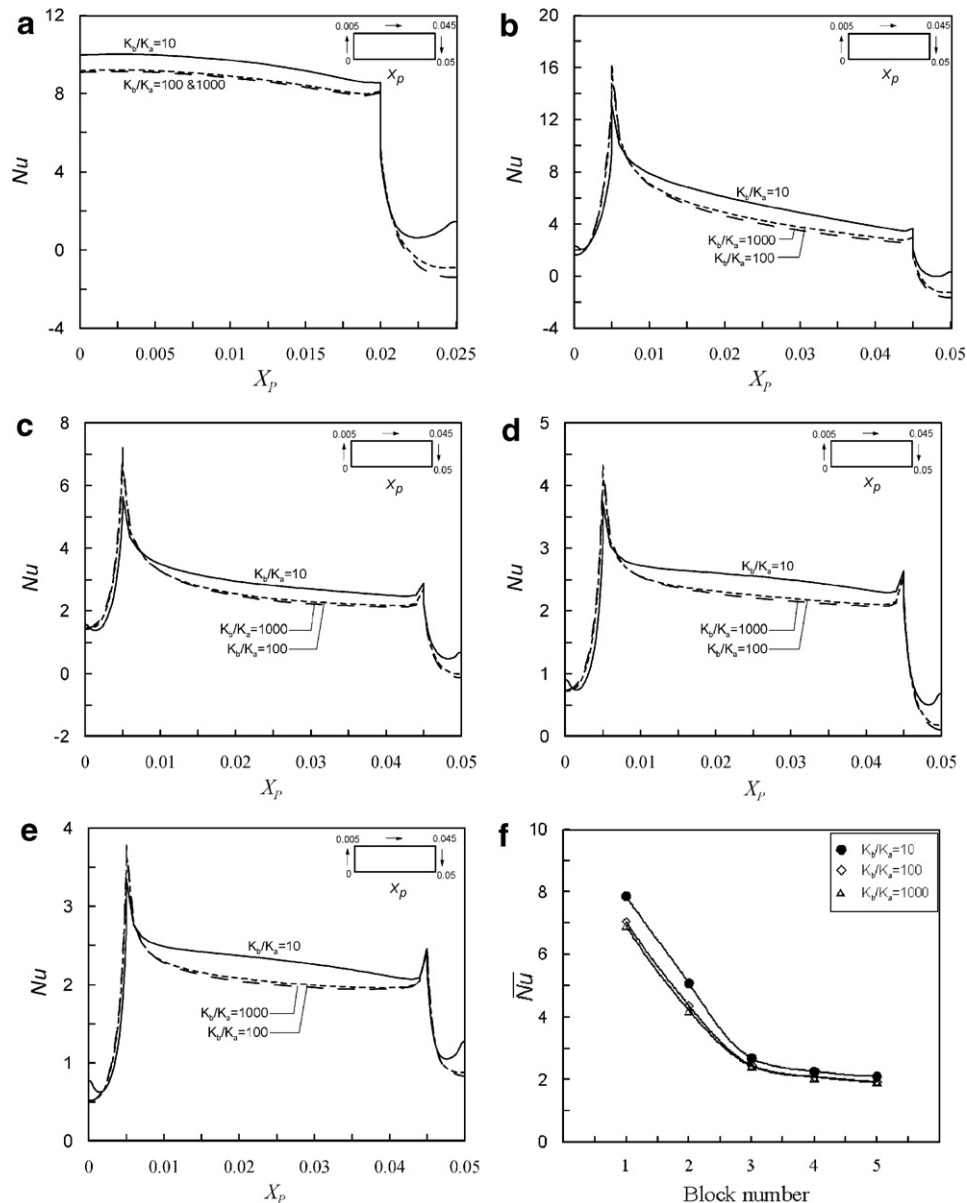 a
12
8
4
0
-4
Nu
K_b/K_a=10
K_b/K_a=100 &1000
0.005 0.045
0 0.05
X_p
0 0.005 0.01 0.015 0.02 0.025
X_P
b
20
16
12
8
4
0
-4
Nu
K_b/K_a=10
K_b/K_a=1000
K_b/K_a=100
0.005 0.045
0 0.05
X_p
0 0.01 0.02 0.03 0.04 0.05
X_P
c
8
6
4
2
0
-2
Nu
K_b/K_a=10
K_b/K_a=1000
K_b/K_a=100
0.005 0.045
0 0.05
X_p
0 0.01 0.02 0.03 0.04 0.05
X_P
d
5
4
3
2
1
0
Nu
K_b/K_a=10
K_b/K_a=1000
K_b/K_a=100
0.005 0.045
0 0.05
X_p
0 0.01 0.02 0.03 0.04 0.05
X_P
e
4
3
2
1
0
Nu
K_b/K_a=10
K_b/K_a=1000
K_b/K_a=100
0.005 0.045
0 0.05
X_p
0 0.01 0.02 0.03 0.04 0.05
X_P
f
10
8
6
4
2
0
N̅u̅
K_b/K_a=10
K_b/K_a=100
K_b/K_a=1000
1 2 3 4 5
Block number